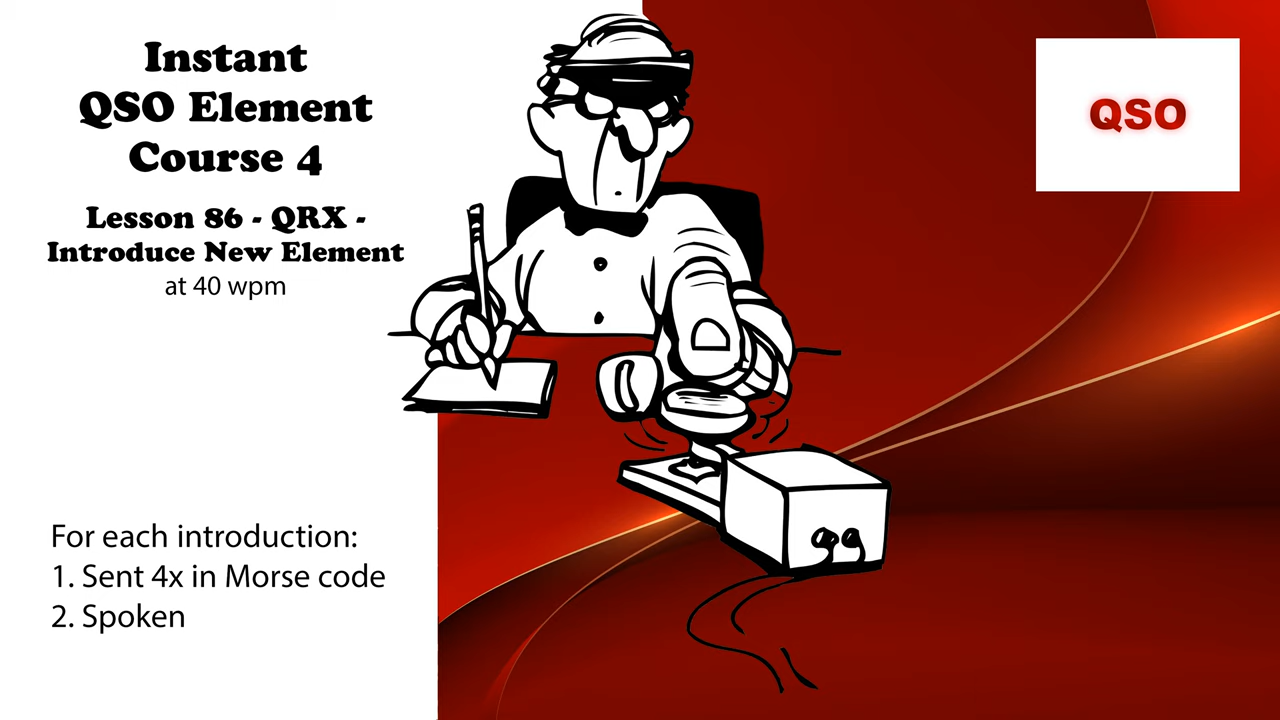 Instant
QSO Element
Course 4
Lesson 86 - QRX -
Introduce New Element
at 40 wpm
QSO
For each introduction:
1. Sent 4x in Morse code
2. Spoken